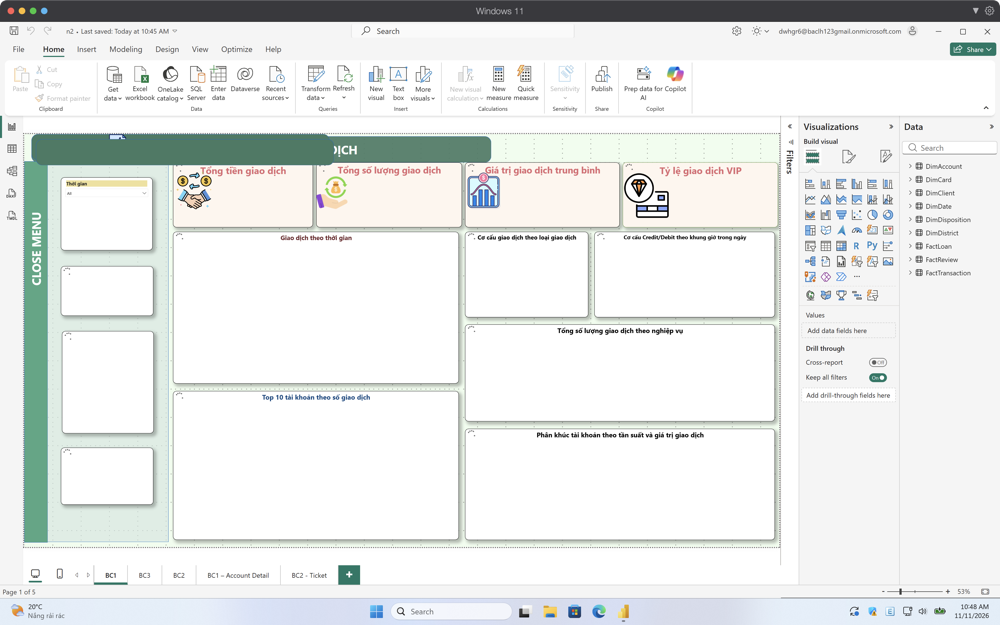 Windows 11
n2 • Last saved: Today at 10:45 AM
Search
dwhgr6@baclh123gmail.onmicrosoft.com
File
Home
Insert
Modeling
Design
View
Optimize
Help
Share
Paste
Cut
Copy
Format painter
Clipboard
Get data
Excel workbook
OneLake catalog
SQL Server
Enter data
Dataverse
Recent sources
Data
Transform data
Refresh
Queries
New visual
Text box
More visuals
Insert
New visual calculation
New measure
Quick measure
Calculations
Sensitivity
Sensitivity
Publish
Share
Prep data for AI
Copilot
Copilot
DỊCH
CLOSE MENU
Thời gian
All
Tổng tiền giao dịch
Tổng số lượng giao dịch
Giá trị giao dịch trung bình
Tỷ lệ giao dịch VIP
Giao dịch theo thời gian
Cơ cấu giao dịch theo loại giao dịch
Cơ cấu Credit/Debit theo khung giờ trong ngày
Tổng số lượng giao dịch theo nghiệp vụ
Top 10 tài khoản theo số giao dịch
Phân khúc tài khoản theo tần suất và giá trị giao dịch
Filters
Visualizations
Build visual
R
Py
Values
Add data fields here
Drill through
Cross-report
Off
Keep all filters
On
Add drill-through fields here
Data
Search
DimAccount
DimCard
DimClient
DimDate
DimDisposition
DimDistrict
FactLoan
FactReview
FactTransaction
BC1
BC3
BC2
BC1 – Account Detail
BC2 - Ticket
Page 1 of 5
53%
20°C
Nắng rải rác
Search
10:48 AM
11/11/2026